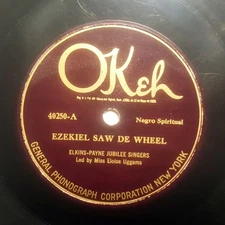 OKeh
40250-A
Negro Spiritual
EZEKIEL SAW DE WHEEL
ELKINS-PAYNE JUBILEE SINGERS
Led by Miss Eloise Uggams
GENERAL PHONOGRAPH CORPORATION NEW YORK